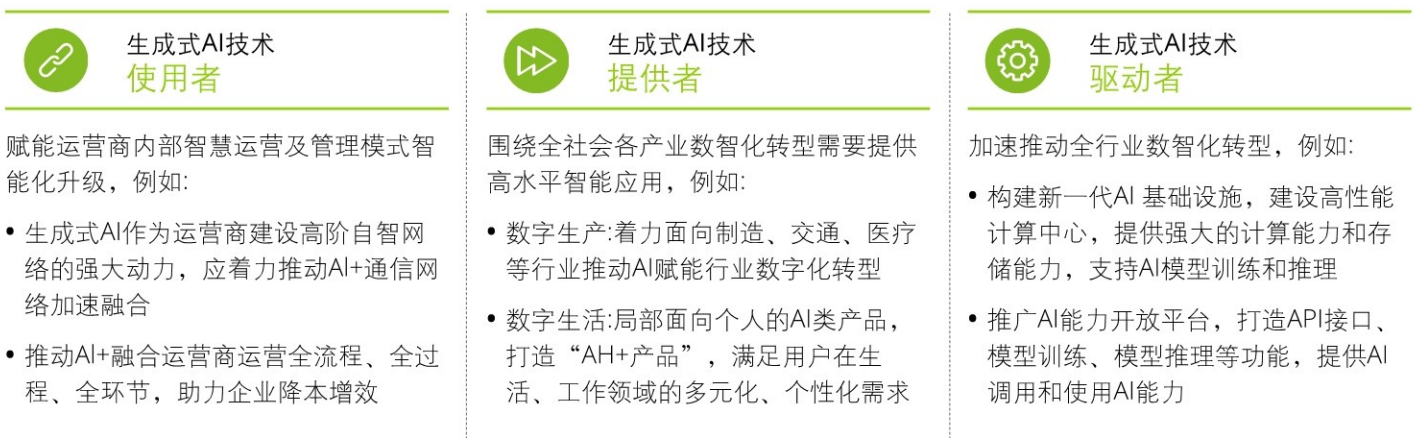 生成式AI技术
使用者
赋能运营商内部智慧运营及管理模式智
能化升级，例如:
• 生成式AI作为运营商建设高阶自智网
络的强大动力，应着力推动AI+通信网
络加速融合
• 推动AI+融合运营商运营全流程、全过
程、全环节，助力企业降本增效
生成式AI技术
提供者
围绕全社会各产业数智化转型需要提供
高水平智能应用，例如:
• 数字生产:着力面向制造、交通、医疗
等行业推动AI赋能行业数字化转型
• 数字生活:局部面向个人的AI类产品，
打造“AH+产品”，满足用户在生
活、工作领域的多元化、个性化需求
生成式AI技术
驱动者
加速推动全行业数智化转型，例如:
• 构建新一代AI 基础设施，建设高性能
计算中心，提供强大的计算能力和存
储能力，支持AI模型训练和推理
• 推广AI能力开放平台，打造API接口、
模型训练、模型推理等功能，提供AI
调用和使用AI能力